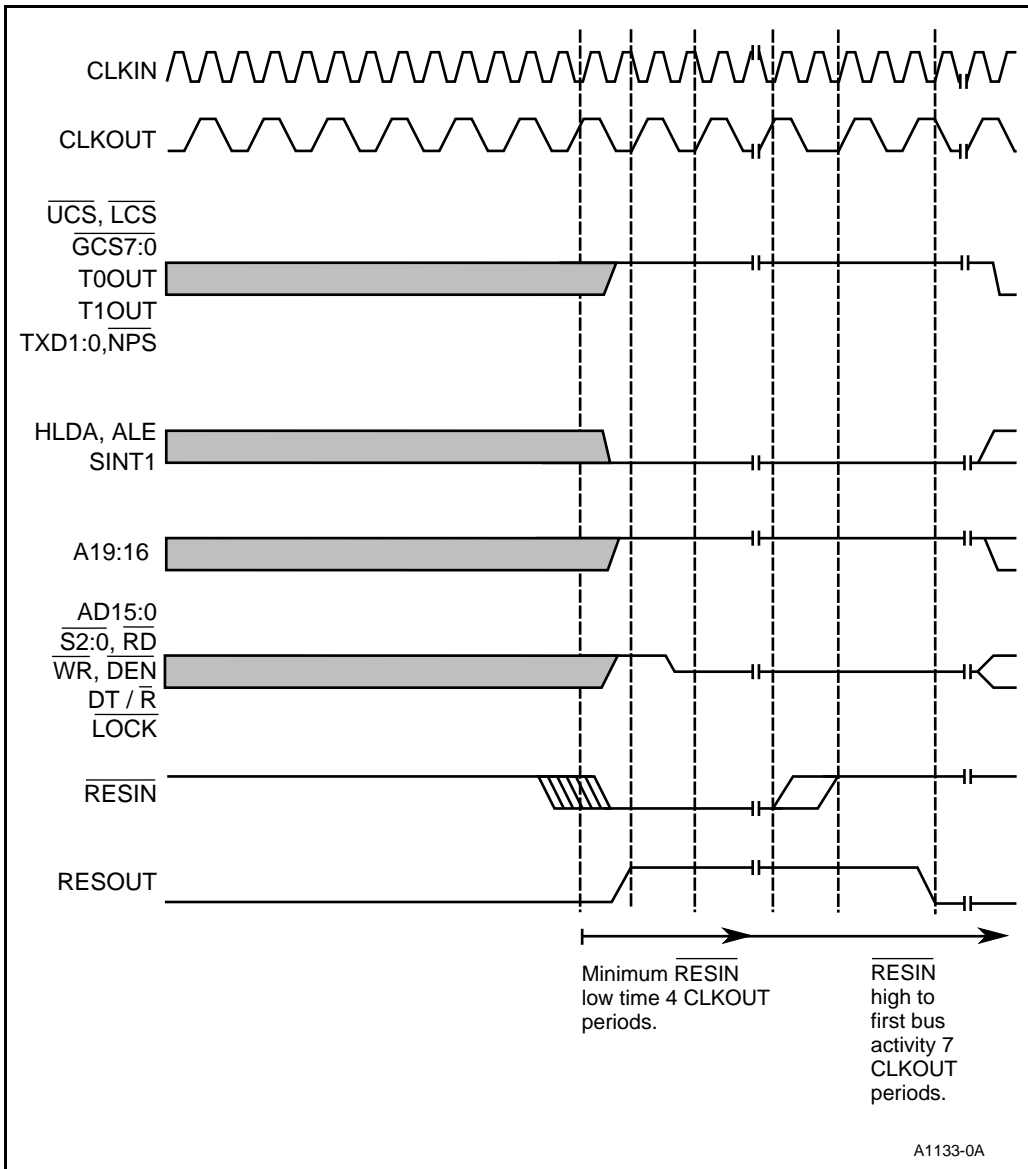 CLKIN
CLKOUT
UCS, LCS
GCS7:0
T0OUT
T1OUT
TXD1:0,NPS
HLDA, ALE
SINT1
A19:16
AD15:0
S2:0, RD
WR, DEN
DT / R
LOCK
RESIN
RESOUT
Minimum RESIN
low time 4 CLKOUT
periods.
RESIN
high to
first bus
activity 7
CLKOUT
periods.
A1133-0A